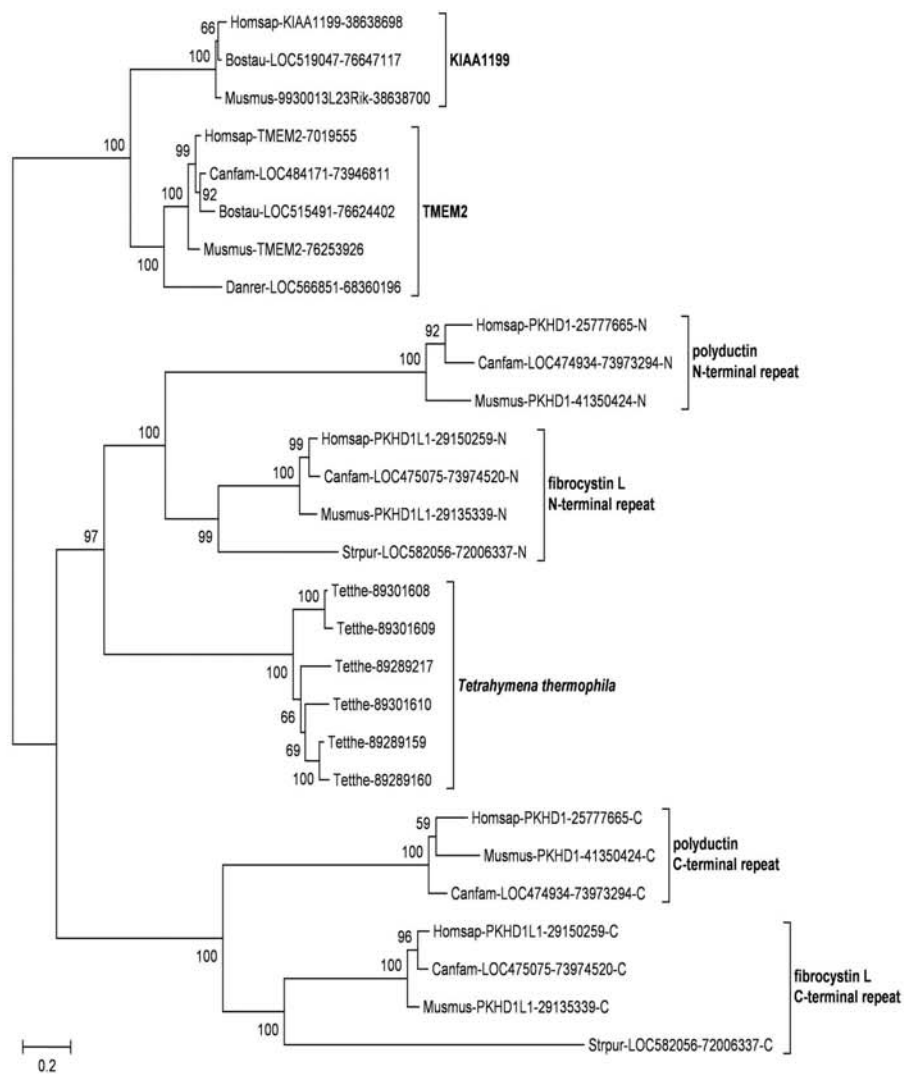 66
Homsap-KIAA1199-38638698
100
Bostau-LOC519047-76647117
KIAA1199
Musmus-9930013L23Rik-38638700
100
Homsap-TMEM2-7019555
99
Canfam-LOC484171-73946811
100
92
Bostau-LOC515491-76624402
TMEM2
Musmus-TMEM2-76253926
100
Danrer-LOC566851-68360196
92
Homsap-PKHD1-25777665-N
polyductin
N-terminal repeat
100
Canfam-LOC474934-73973294-N
Musmus-PKHD1-41350424-N
100
99
Homsap-PKHD1L1-29150259-N
100
Canfam-LOC475075-73974520-N
fibrocystin L
N-terminal repeat
Musmus-PKHD1L1-29135339-N
97
99
Strpur-LOC582056-72006337-N
100
Tetthe-89301608
Tetthe-89301609
100
Tetthe-89289217
Tetrahymena thermophila
66
Tetthe-89301610
69
Tetthe-89289159
100
Tetthe-89289160
59
Homsap-PKHD1-25777665-C
100
Musmus-PKHD1-41350424-C
polyductin
C-terminal repeat
Canfam-LOC474934-73973294-C
100
96
Homsap-PKHD1L1-29150259-C
100
Canfam-LOC475075-73974520-C
fibrocystin L
C-terminal repeat
Musmus-PKHD1L1-29135339-C
100
Strpur-LOC582056-72006337-C
0.2